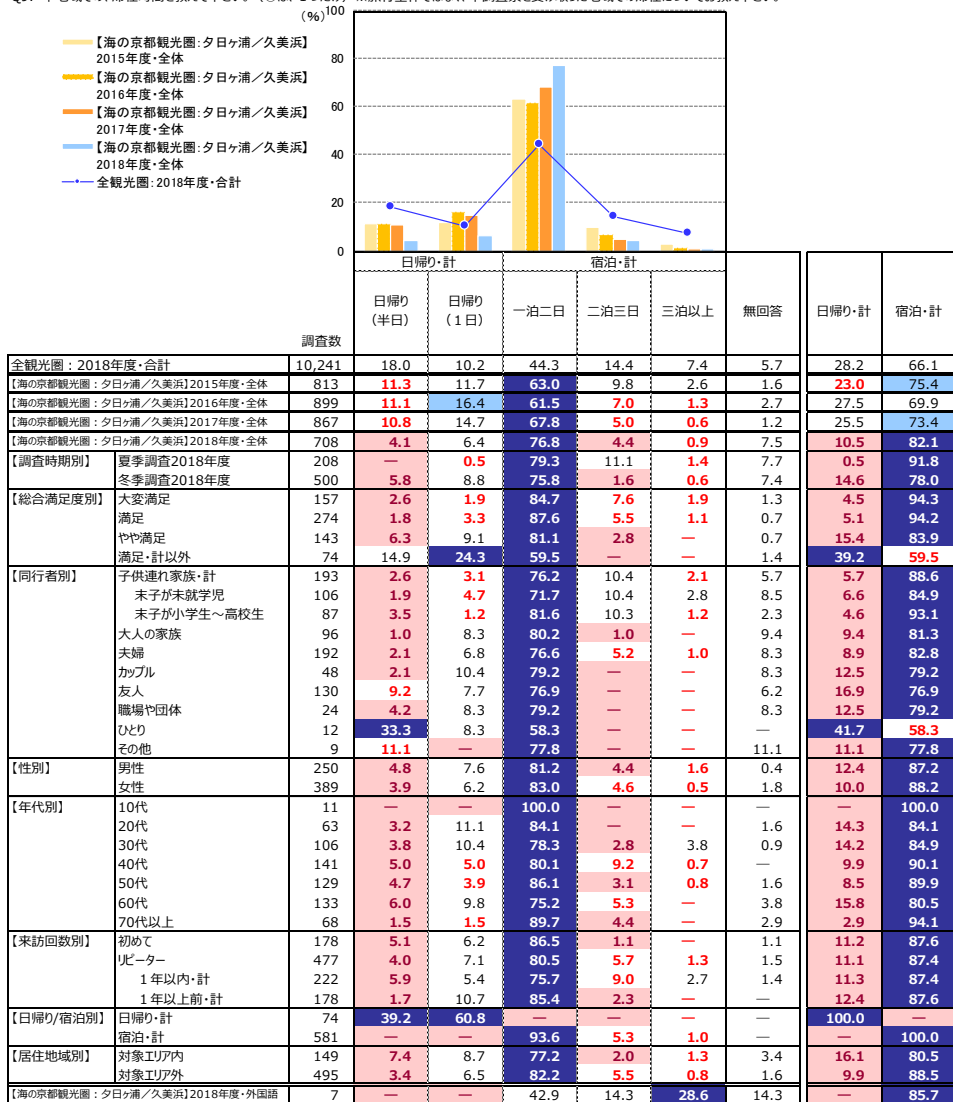 (%)
100
80
60
40
20
0
【海の京都観光圏:夕日ヶ浦／久美浜】
2015年度・全体
【海の京都観光圏:夕日ヶ浦／久美浜】
2016年度・全体
【海の京都観光圏:夕日ヶ浦／久美浜】
2017年度・全体
【海の京都観光圏:夕日ヶ浦／久美浜】
2018年度・全体
全観光圏:2018年度・合計
日帰り・計 宿泊・計
調査数 日帰り（半日） 日帰り（１日） 一泊二日 二泊三日 三泊以上 無回答 日帰り・計 宿泊・計
全観光圏：2018年度・合計 10,241 18.0 10.2 44.3 14.4 7.4 5.7 28.2 66.1
【海の京都観光圏：夕日ヶ浦／久美浜】2015年度・全体 813 11.3 11.7 63.0 9.8 2.6 1.6 23.0 75.4
【海の京都観光圏：夕日ヶ浦／久美浜】2016年度・全体 899 11.1 16.4 61.5 7.0 1.3 2.7 27.5 69.9
【海の京都観光圏：夕日ヶ浦／久美浜】2017年度・全体 867 10.8 14.7 67.8 5.0 0.6 1.2 25.5 73.4
【海の京都観光圏：夕日ヶ浦／久美浜】2018年度・全体 708 4.1 6.4 76.8 4.4 0.9 7.5 10.5 82.1
【調査時期別】 夏季調査2018年度 208 — 0.5 79.3 11.1 1.4 7.7 0.5 91.8
冬季調査2018年度 500 5.8 8.8 75.8 1.6 0.6 7.4 14.6 78.0
【総合満足度別】 大変満足 157 2.6 1.9 84.7 7.6 1.9 1.3 4.5 94.3
満足 274 1.8 3.3 87.6 5.5 1.1 0.7 5.1 94.2
やや満足 143 6.3 9.1 81.1 2.8 — 0.7 15.4 83.9
満足・計以外 74 14.9 24.3 59.5 — — 1.4 39.2 59.5
【同行者別】 子供連れ家族・計 193 2.6 3.1 76.2 10.4 2.1 5.7 5.7 88.6
末子が未就学児 106 1.9 4.7 71.7 10.4 2.8 8.5 6.6 84.9
末子が小学生～高校生 87 3.5 1.2 81.6 10.3 1.2 2.3 4.6 93.1
大人の家族 96 1.0 8.3 80.2 1.0 — 9.4 9.4 81.3
夫婦 192 2.1 6.8 76.6 5.2 1.0 8.3 8.9 82.8
カップル 48 2.1 10.4 79.2 — — 8.3 12.5 79.2
友人 130 9.2 7.7 76.9 — — 6.2 16.9 76.9
職場や団体 24 4.2 8.3 79.2 — — 8.3 12.5 79.2
ひとり 12 33.3 8.3 58.3 — — — 41.7 58.3
その他 9 11.1 — 77.8 — — 11.1 11.1 77.8
【性別】 男性 250 4.8 7.6 81.2 4.4 1.6 0.4 12.4 87.2
女性 389 3.9 6.2 83.0 4.6 0.5 1.8 10.0 88.2
【年代別】 10代 11 — — 100.0 — — — — 100.0
20代 63 3.2 11.1 84.1 — — 1.6 14.3 84.1
30代 106 3.8 10.4 78.3 2.8 3.8 0.9 14.2 84.9
40代 141 5.0 5.0 80.1 9.2 0.7 — 9.9 90.1
50代 129 4.7 3.9 86.1 3.1 0.8 1.6 8.5 89.9
60代 133 6.0 9.8 75.2 5.3 — 3.8 15.8 80.5
70代以上 68 1.5 1.5 89.7 4.4 — 2.9 2.9 94.1
【来訪回数別】 初めて 178 5.1 6.2 86.5 1.1 — 1.1 11.2 87.6
リピーター 477 4.0 7.1 80.5 5.7 1.3 1.5 11.1 87.4
１年以内・計 222 5.9 5.4 75.7 9.0 2.7 1.4 11.3 87.4
１年以上前・計 178 1.7 10.7 85.4 2.3 — — 12.4 87.6
【日帰り/宿泊別】 日帰り・計 74 39.2 60.8 — — — — 100.0 —
宿泊・計 581 — — 93.6 5.3 1.0 — — 100.0
【居住地域別】 対象エリア内 149 7.4 8.7 77.2 2.0 1.3 3.4 16.1 80.5
対象エリア外 495 3.4 6.5 82.2 5.5 0.8 1.6 9.9 88.5
【海の京都観光圏：夕日ヶ浦／久美浜】2018年度・外国語 7 — — 42.9 14.3 28.6 14.3 — 85.7